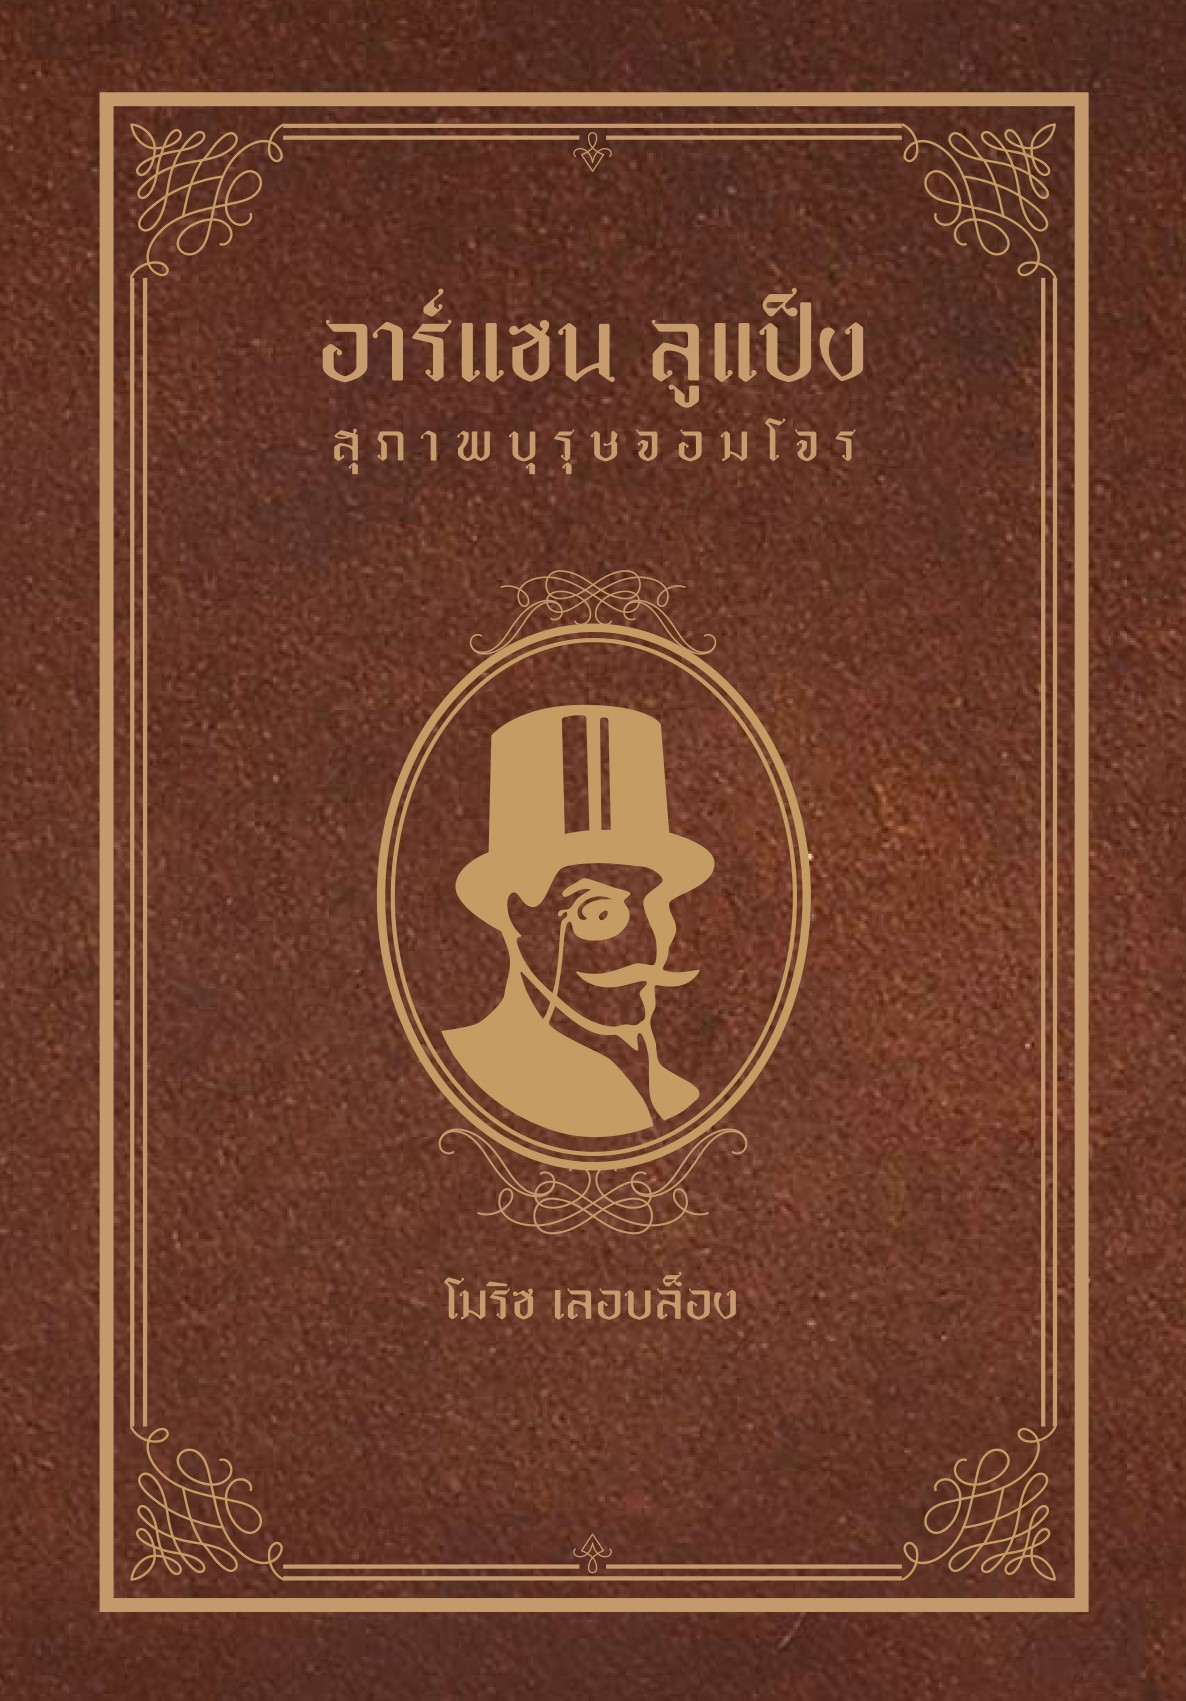 อาร์แซน ลูแป็ง
สุภาพบุรุษจอมโจร
โมริซ เลอบล็อง